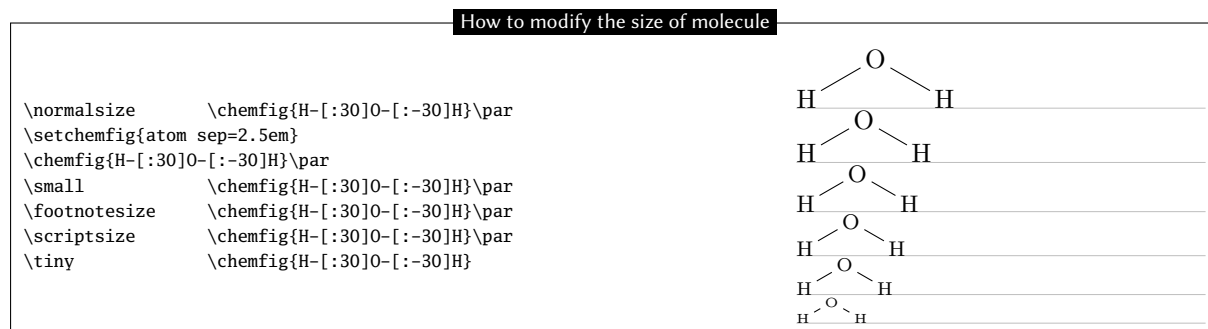 How to modify the size of molecule
\normalsize \chemfig{H-[:30]O-[:-30]H}\par
\setchemfig{atom sep=2.5em}
\chemfig{H-[:30]O-[:-30]H}\par
\small \chemfig{H-[:30]O-[:-30]H}\par
\footnotesize \chemfig{H-[:30]O-[:-30]H}\par
\scriptsize \chemfig{H-[:30]O-[:-30]H}\par
\tiny \chemfig{H-[:30]O-[:-30]H}
O
H H
O
H H
O
H H
O
H H
O
H H
O
H H